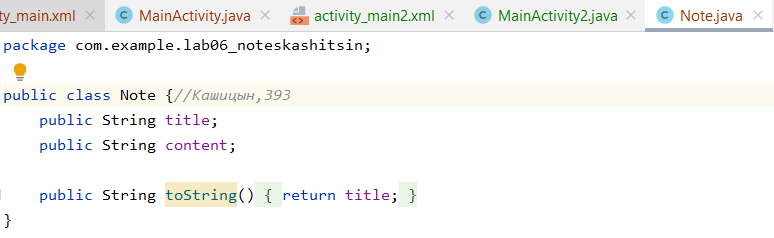 ty_main.xml MainActivity.java activity_main2.xml MainActivity2.java Note.java
package com.example.lab06_noteskashitsin;
public class Note {//Кашицын,393
public String title;
public String content;
public String toString() { return title; }
}